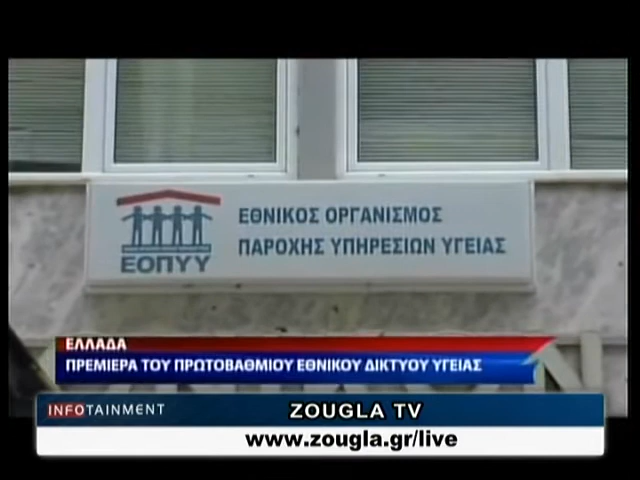 ΕΘΝΙΚΟΣ ΟΡΓΑΝΙΣΜΟΣ
ΠΑΡΟΧΗΣ ΥΠΗΡΕΣΙΩΝ ΥΓΕΙΑΣ
ΕΟΠΥΥ
ΕΛΛΑΔΑ
ΠΡΕΜΙΕΡΑ ΤΟΥ ΠΡΩΤΟΒΑΘΜΙΟΥ ΕΘΝΙΚΟΥ ΔΙΚΤΥΟΥ ΥΓΕΙΑΣ
INFOTAINMENT
ZOUGLA TV
www.zougla.gr/live